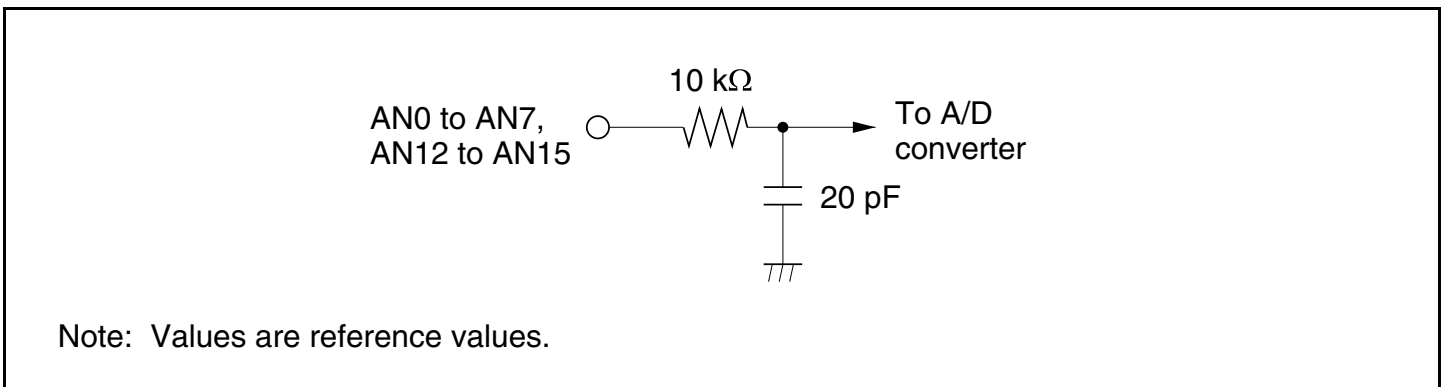 10 kΩ
AN0 to AN7,
AN12 to AN15
To A/D
converter
20 pF
Note: Values are reference values.